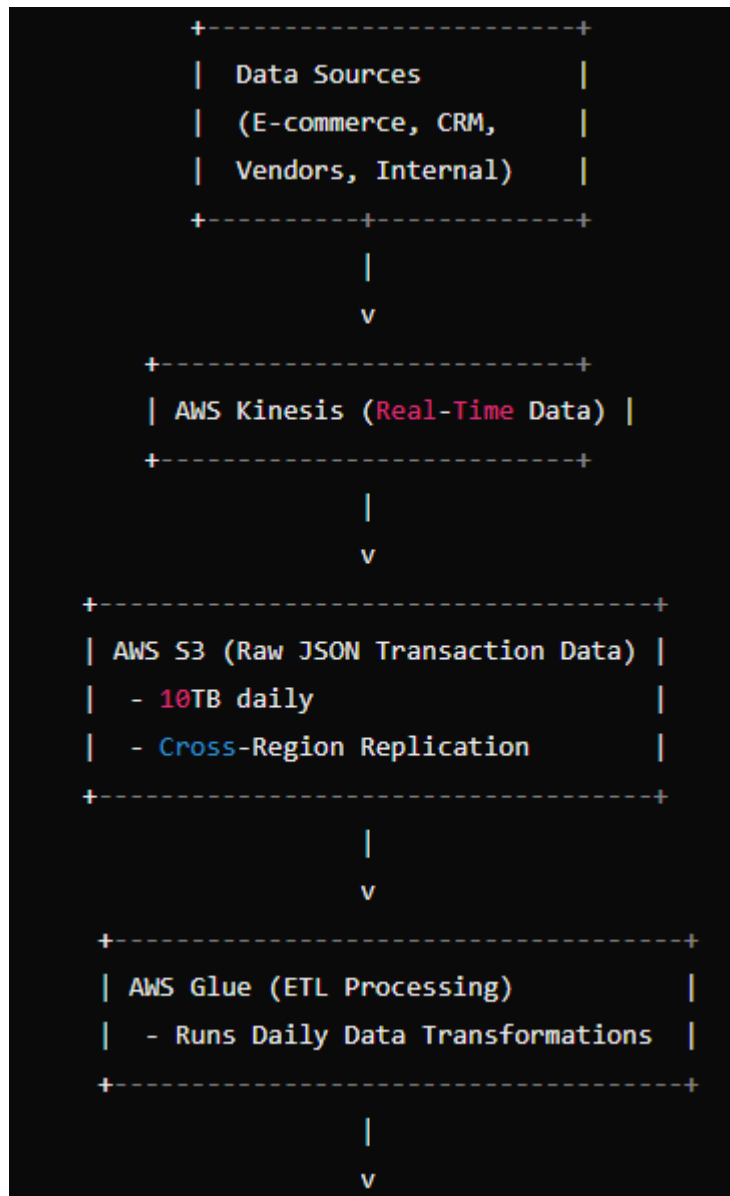 +------------------------+
|  Data Sources          |
|  (E-commerce, CRM,     |
|  Vendors, Internal)    |
+----------+-------------+
|
v
+---------------------------+
| AWS Kinesis (Real-Time Data) |
+---------------------------+
|
v
+------------------------------------+
| AWS S3 (Raw JSON Transaction Data) |
|  - 10TB daily                      |
|  - Cross-Region Replication        |
+------------------------------------+
|
v
+-------------------------------------+
| AWS Glue (ETL Processing)           |
|  - Runs Daily Data Transformations  |
+-------------------------------------+
|
v